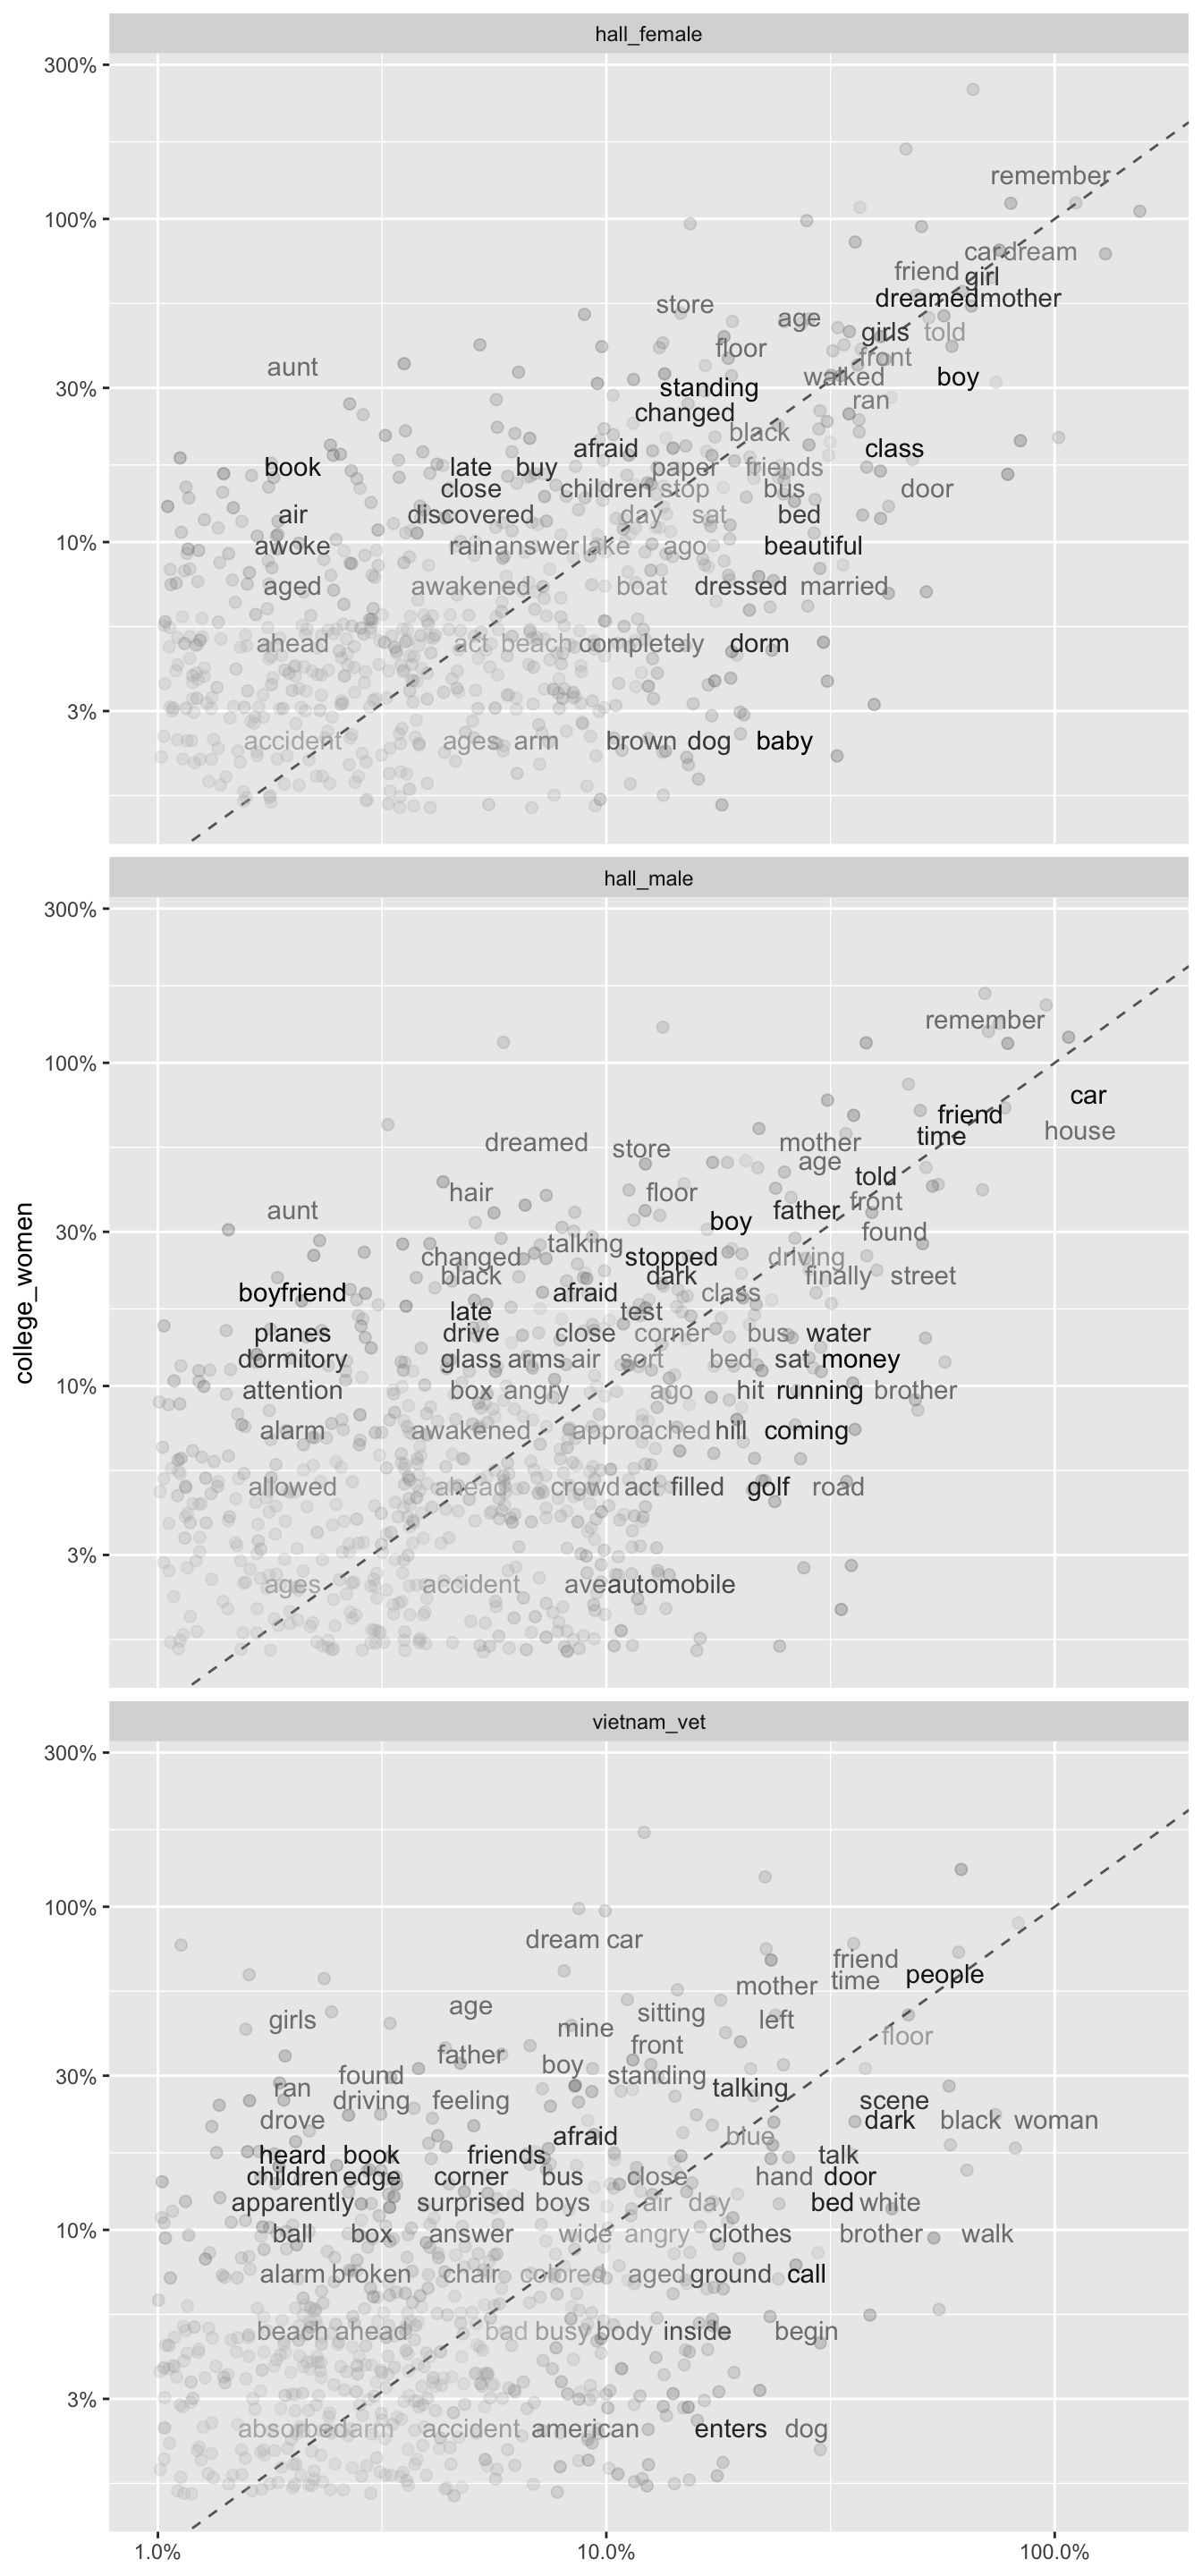 hall_female
300%
remember
100%
car dream
friend girl
dreamed mother
store
age
girls told
floor
front
aunt
walked boy
30%
standing
ran
changed
black
afraid class
book late buy paper friends
close children stop bus door
air discovered day sat bed
10%
awoke rain answer lake ago beautiful
aged awakened boat dressed married
ahead act beach completely dorm
3%
accident ages arm brown dog baby
hall_male
300%
remember
100%
car
friend
time house
dreamed store mother
age
told
hair floor
front
aunt father
boy
30%
found
talking
changed stopped driving
black dark finally street
boyfriend afraid class
late test
planes drive close corner bus water
dormitory glass arms air sort bed sat money
10%
attention box angry ago hit running brother
alarm awakened approached hill coming
allowed ahead crowd act filled golf road
3%
ages accident ave automobile
college_women
vietnam_vet
300%
100%
dream car
friend
people
mother time
age
girls sitting left
mine
floor
front
father
boy
30%
found standing
ran talking
driving feeling scene
drove dark black woman
afraid blue
heard book friends talk
children edge corner bus close hand door
apparently surprised boys air day bed white
10%
ball box answer wide angry clothes brother walk
alarm broken chair colored aged ground call
beach ahead bad busy body inside begin
3%
absorbed arm accident american enters dog
1.0% 10.0% 100.0%